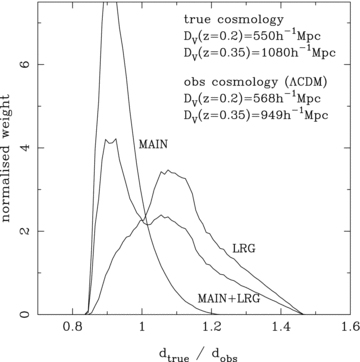 true cosmology
D_V(z=0.2)=550h⁻¹Mpc
D_V(z=0.35)=1080h⁻¹Mpc
obs cosmology (ΛCDM)
D_V(z=0.2)=568h⁻¹Mpc
D_V(z=0.35)=949h⁻¹Mpc
MAIN
LRG
MAIN+LRG
normalised weight
6
4
2
0
0.8 1 1.2 1.4 1.6
d_true / d_obs